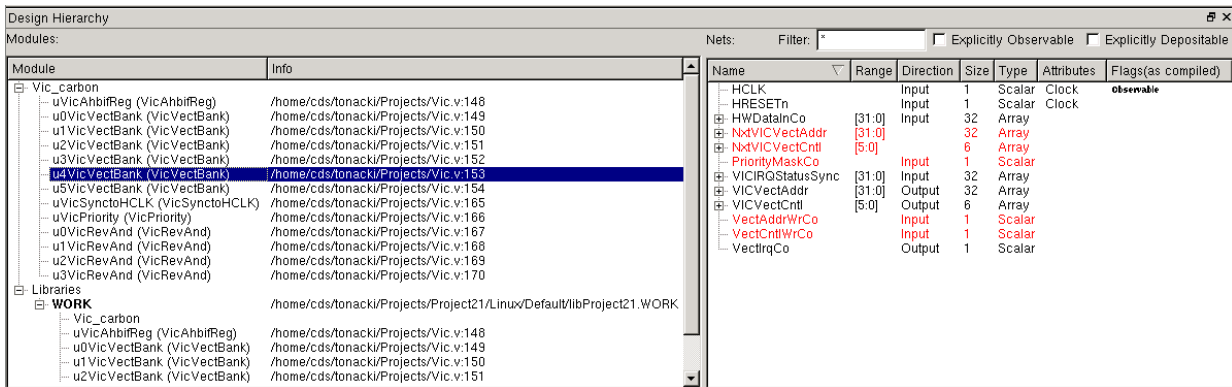 Design Hierarchy
Modules:
Nets: Filter: * Explicitly Observable Explicitly Depositable
Module Info
Vic_carbon
uVicAhbifReg (VicAhbifReg) /home/cds/tonacki/Projects/Vic.v:148
u0VicVectBank (VicVectBank) /home/cds/tonacki/Projects/Vic.v:149
u1VicVectBank (VicVectBank) /home/cds/tonacki/Projects/Vic.v:150
u2VicVectBank (VicVectBank) /home/cds/tonacki/Projects/Vic.v:151
u3VicVectBank (VicVectBank) /home/cds/tonacki/Projects/Vic.v:152
u4VicVectBank (VicVectBank) /home/cds/tonacki/Projects/Vic.v:153
u5VicVectBank (VicVectBank) /home/cds/tonacki/Projects/Vic.v:154
uVicSynctoHCLK (VicSynctoHCLK) /home/cds/tonacki/Projects/Vic.v:165
uVicPriority (VicPriority) /home/cds/tonacki/Projects/Vic.v:166
u0VicRevAnd (VicRevAnd) /home/cds/tonacki/Projects/Vic.v:167
u1VicRevAnd (VicRevAnd) /home/cds/tonacki/Projects/Vic.v:168
u2VicRevAnd (VicRevAnd) /home/cds/tonacki/Projects/Vic.v:169
u3VicRevAnd (VicRevAnd) /home/cds/tonacki/Projects/Vic.v:170
Libraries
WORK /home/cds/tonacki/Projects/Project21/Linux/Default/libProject21.WORK
Vic_carbon
uVicAhbifReg (VicAhbifReg) /home/cds/tonacki/Projects/Vic.v:148
u0VicVectBank (VicVectBank) /home/cds/tonacki/Projects/Vic.v:149
u1VicVectBank (VicVectBank) /home/cds/tonacki/Projects/Vic.v:150
u2VicVectBank (VicVectBank) /home/cds/tonacki/Projects/Vic.v:151
Name Range Direction Size Type Attributes Flags(as compiled)
HCLK Input 1 Scalar Clock Observable
HRESETn Input 1 Scalar Clock
HWDataInCo [31:0] Input 32 Array
NxtVICVectAddr [31:0] 32 Array
NxtVICVectCntl [5:0] 6 Array
PriorityMaskCo Input 1 Scalar
VICIRQStatusSync [31:0] Input 32 Array
VICVectAddr [31:0] Output 32 Array
VICVectCntl [5:0] Output 6 Array
VectAddrWrCo Input 1 Scalar
VectCntlWrCo Input 1 Scalar
VectIrqCo Output 1 Scalar